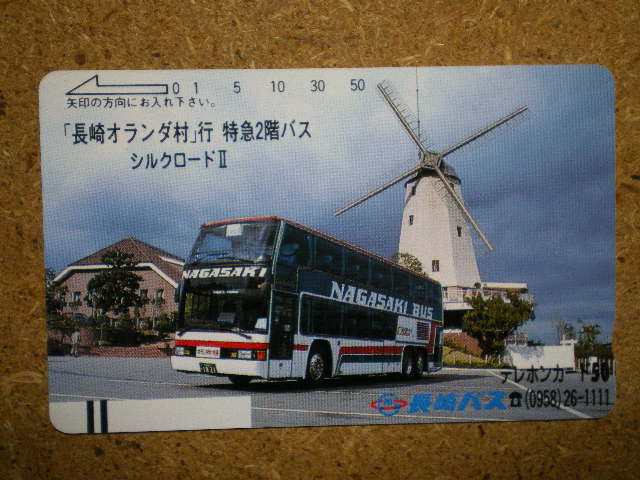 0 1 5 10 30 50
矢印の方向にお入れ下さい。
「長崎オランダ村」行 特急2階バス
シルクロードⅡ
NAGASAKI
NAGASAKI BUS
テレホンカード50
長崎バス ☎(0958)26-1111